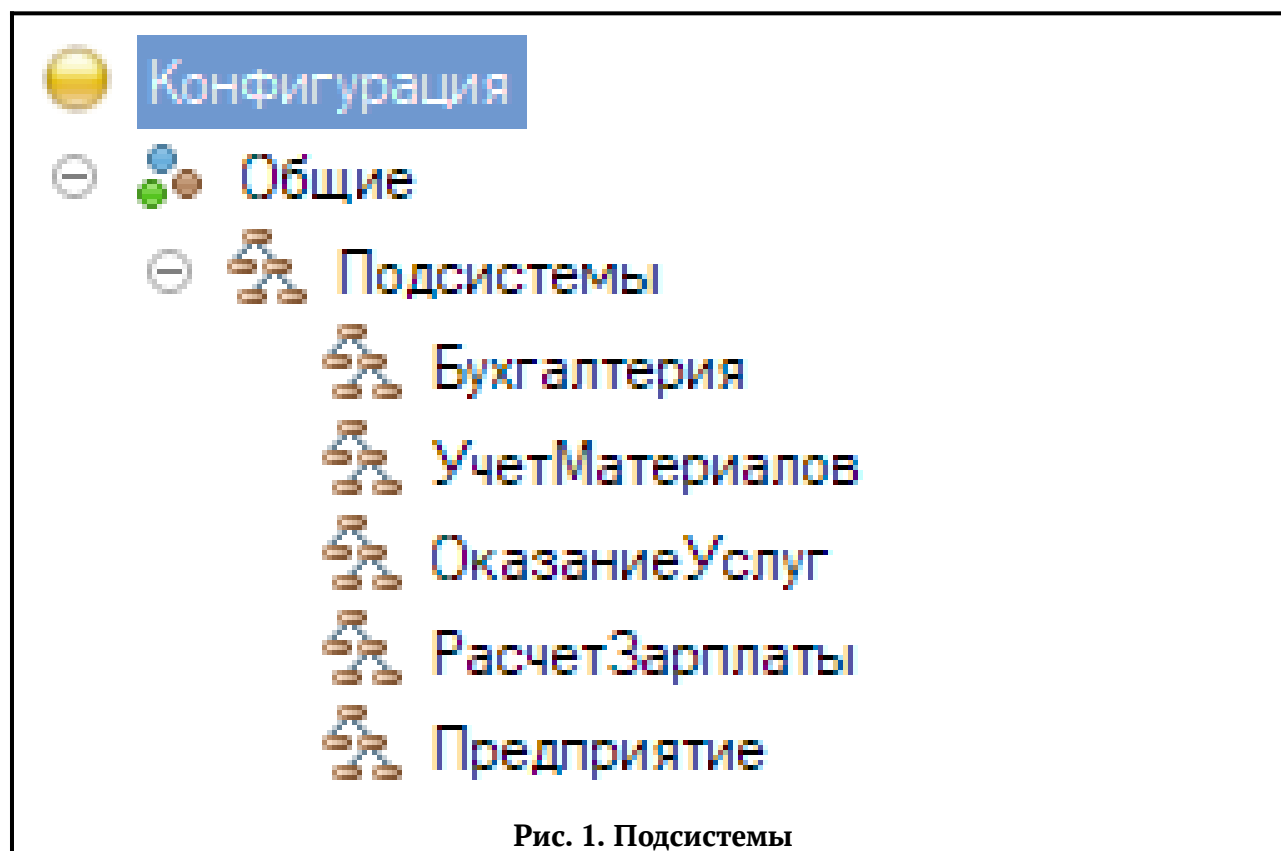 Конфигурация
Общие
Подсистемы
Бухгалтерия
УчетМатериалов
ОказаниеУслуг
РасчетЗарплаты
Предприятие
Рис. 1. Подсистемы